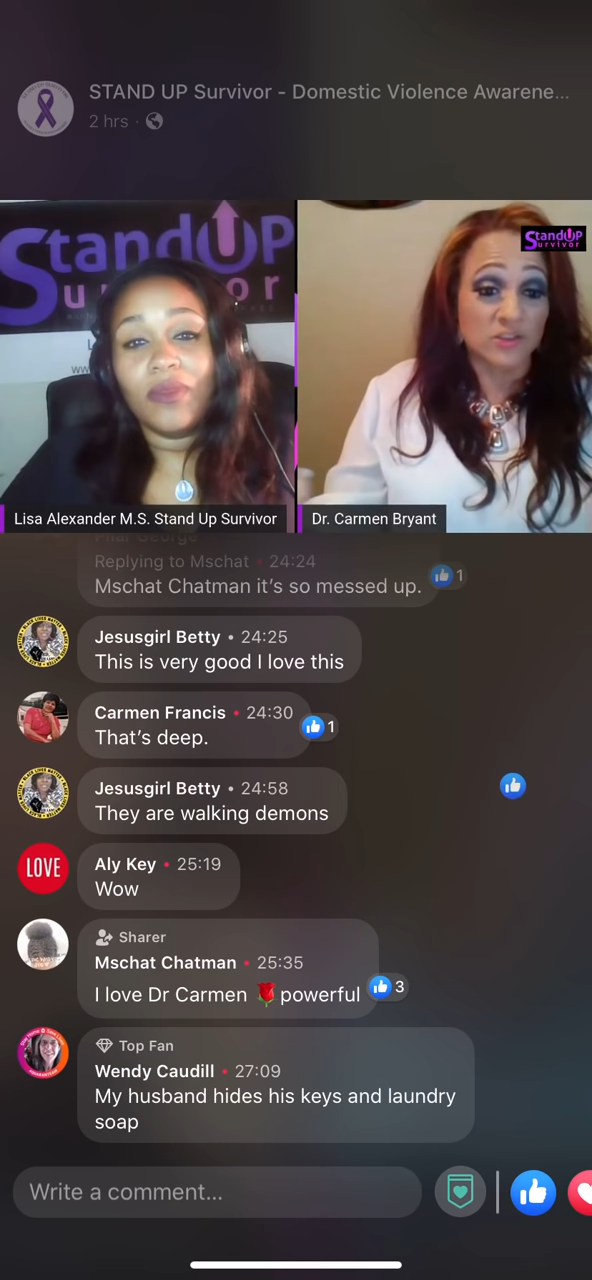 STAND UP Survivor - Domestic Violence Awarene...
2 hrs ·
StandUP
Survivor
StandUP
Survivor
Lisa Alexander M.S. Stand Up Survivor
Dr. Carmen Bryant
Pilar George
Replying to Mschat • 24:24
Mschat Chatman it’s so messed up.
1
Jesusgirl Betty • 24:25
This is very good I love this
Carmen Francis • 24:30
1
That’s deep.
Jesusgirl Betty • 24:58
They are walking demons
LOVE
Aly Key • 25:19
Wow
Sharer
Mschat Chatman • 25:35
I love Dr Carmen 🌹powerful
3
Top Fan
Wendy Caudill • 27:09
My husband hides his keys and laundry
soap
Write a comment...